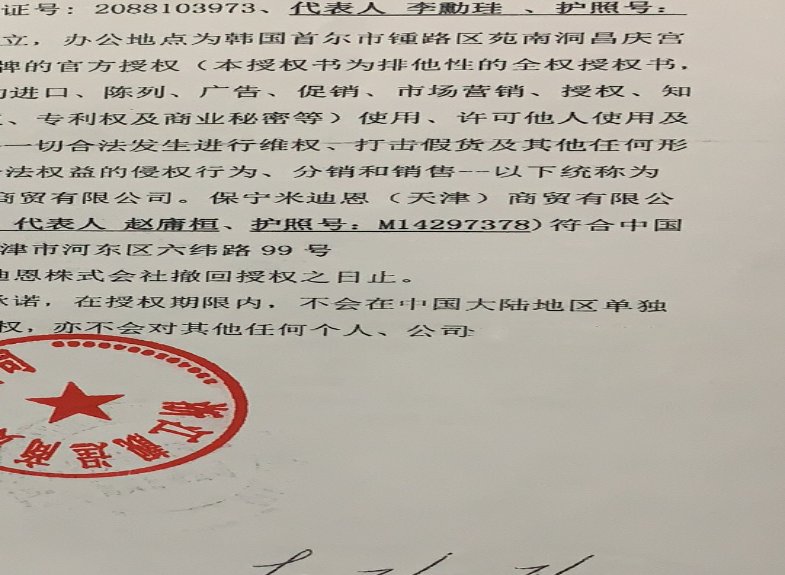 证号：2088103973、代表人 李勳珪 、护照号：
立，办公地点为韩国首尔市锺路区苑南洞昌庆宫
牌的官方授权（本授权书为排他性的全权授权书，
进口、陈列、广告、促销、市场营销、授权、知
、专利权及商业秘密等）使用、许可他人使用及
一切合法发生进行维权、打击假货及其他任何形
法权益的侵权行为、分销和销售--以下统称为
商贸有限公司。保宁米迪恩（天津）商贸有限公
代表人 赵庸桓、护照号：M14297378)符合中国
津市河东区六纬路 99 号
迪恩株式会社撤回授权之日止。
承诺，在授权期限内，不会在中国大陆地区单独
权，亦不会对其他任何个人、公司
浙江
商
司